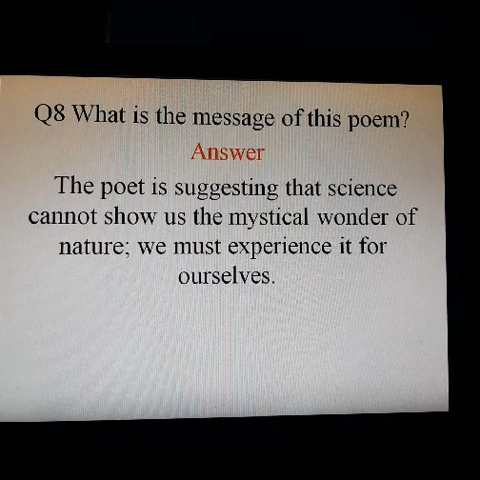 Q8 What is the message of this poem?
Answer
The poet is suggesting that science
cannot show us the mystical wonder of
nature; we must experience it for
ourselves.